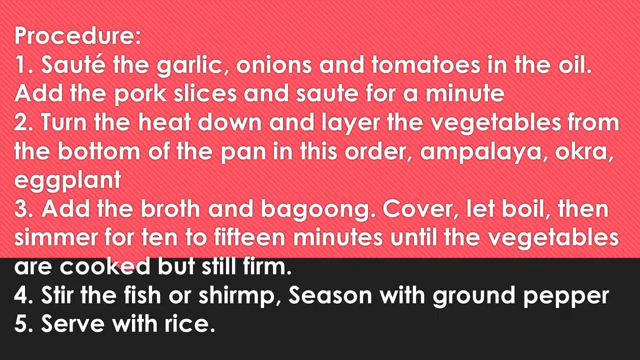 Procedure:
1. Sauté the garlic, onions and tomatoes in the oil.
Add the pork slices and saute for a minute
2. Turn the heat down and layer the vegetables from
the bottom of the pan in this order, ampalaya, okra,
eggplant
3. Add the broth and bagoong. Cover, let boil, then
simmer for ten to fifteen minutes until the vegetables
are cooked but still firm.
4. Stir the fish or shirmp, Season with ground pepper
5. Serve with rice.